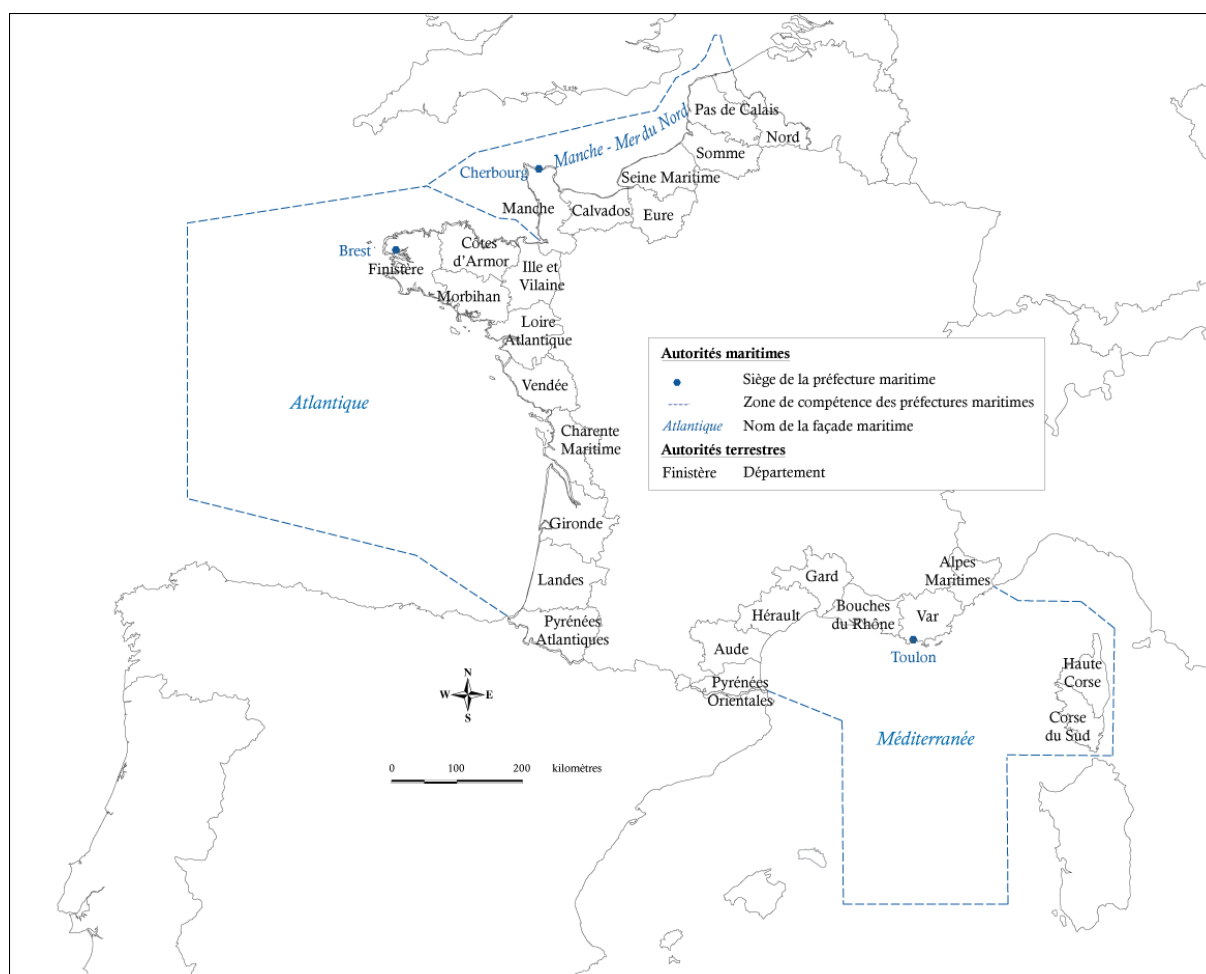 Pas de Calais
Nord
Manche - Mer du Nord
Somme
Cherbourg
Seine Maritime
Manche
Calvados
Eure
Brest
Finistère
Côtes
d'Armor
Ille et
Vilaine
Morbihan
Loire
Atlantique
Vendée
Atlantique
Charente
Maritime
Gironde
Landes
Pyrénées
Atlantiques
Autorités maritimes
Siège de la préfecture maritime
Zone de compétence des préfectures maritimes
Atlantique Nom de la façade maritime
Autorités terrestres
Finistère Département
Alpes
Maritimes
Gard
Hérault
Bouches
du Rhône
Var
Toulon
Aude
Pyrénées
Orientales
Haute
Corse
Corse
du Sud
Méditerranée
N
W E
S
0 100 200 kilomètres